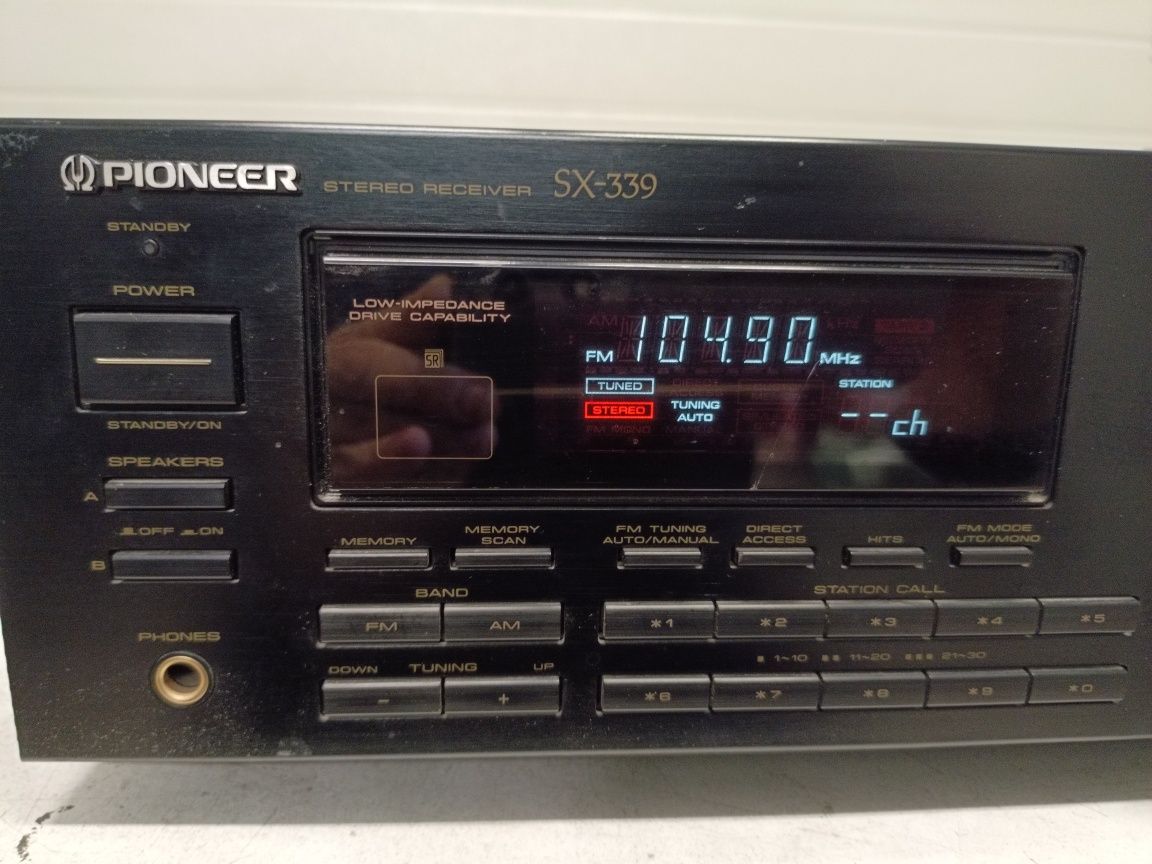 PIONEER STEREO RECEIVER SX-339
STANDBY
POWER
STANDBY/ON
SPEAKERS
A
OFF ON
B
PHONES
LOW-IMPEDANCE
DRIVE CAPABILITY
SR
FM 104.90 MHz
TUNED
STATION
STEREO
TUNING
AUTO
--ch
MEMORY
MEMORY
SCAN
FM TUNING
AUTO/MANUAL
DIRECT
ACCESS
HITS
FM MODE
AUTO/MONO
BAND
FM AM
DOWN TUNING UP
- +
STATION CALL
*1 *2 *3 *4 *5
1~10 11~20 21~30
*6 *7 *8 *9 *0